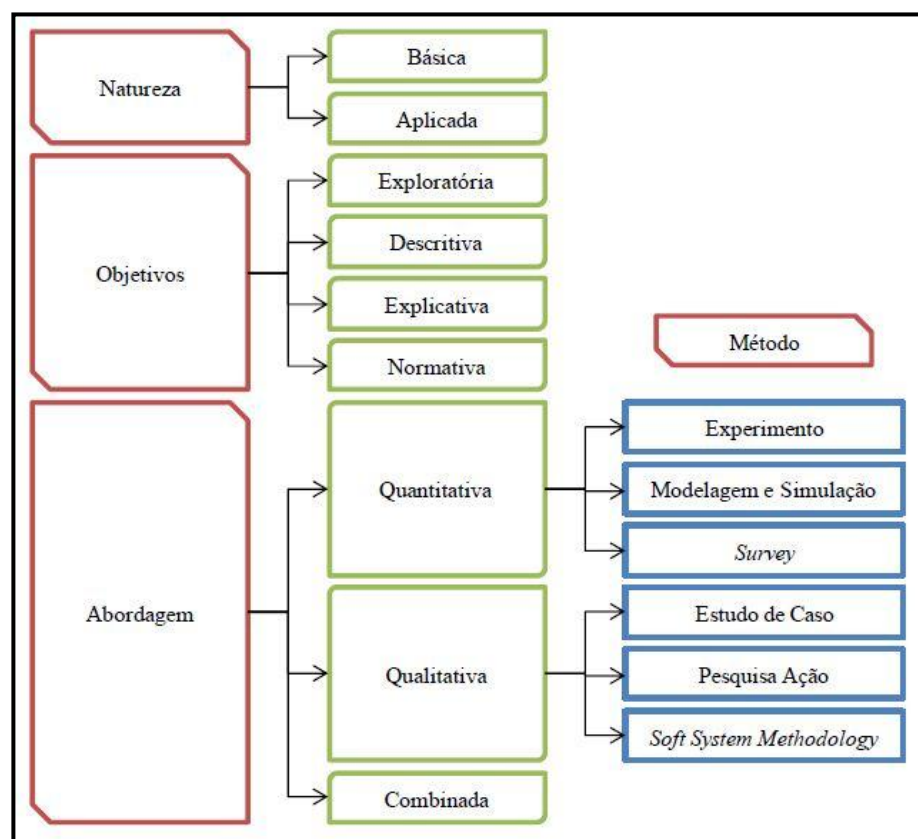 Natureza
Básica
Aplicada
Objetivos
Exploratória
Descritiva
Explicativa
Normativa
Método
Abordagem
Quantitativa
Experimento
Modelagem e Simulação
Survey
Qualitativa
Estudo de Caso
Pesquisa Ação
Soft System Methodology
Combinada